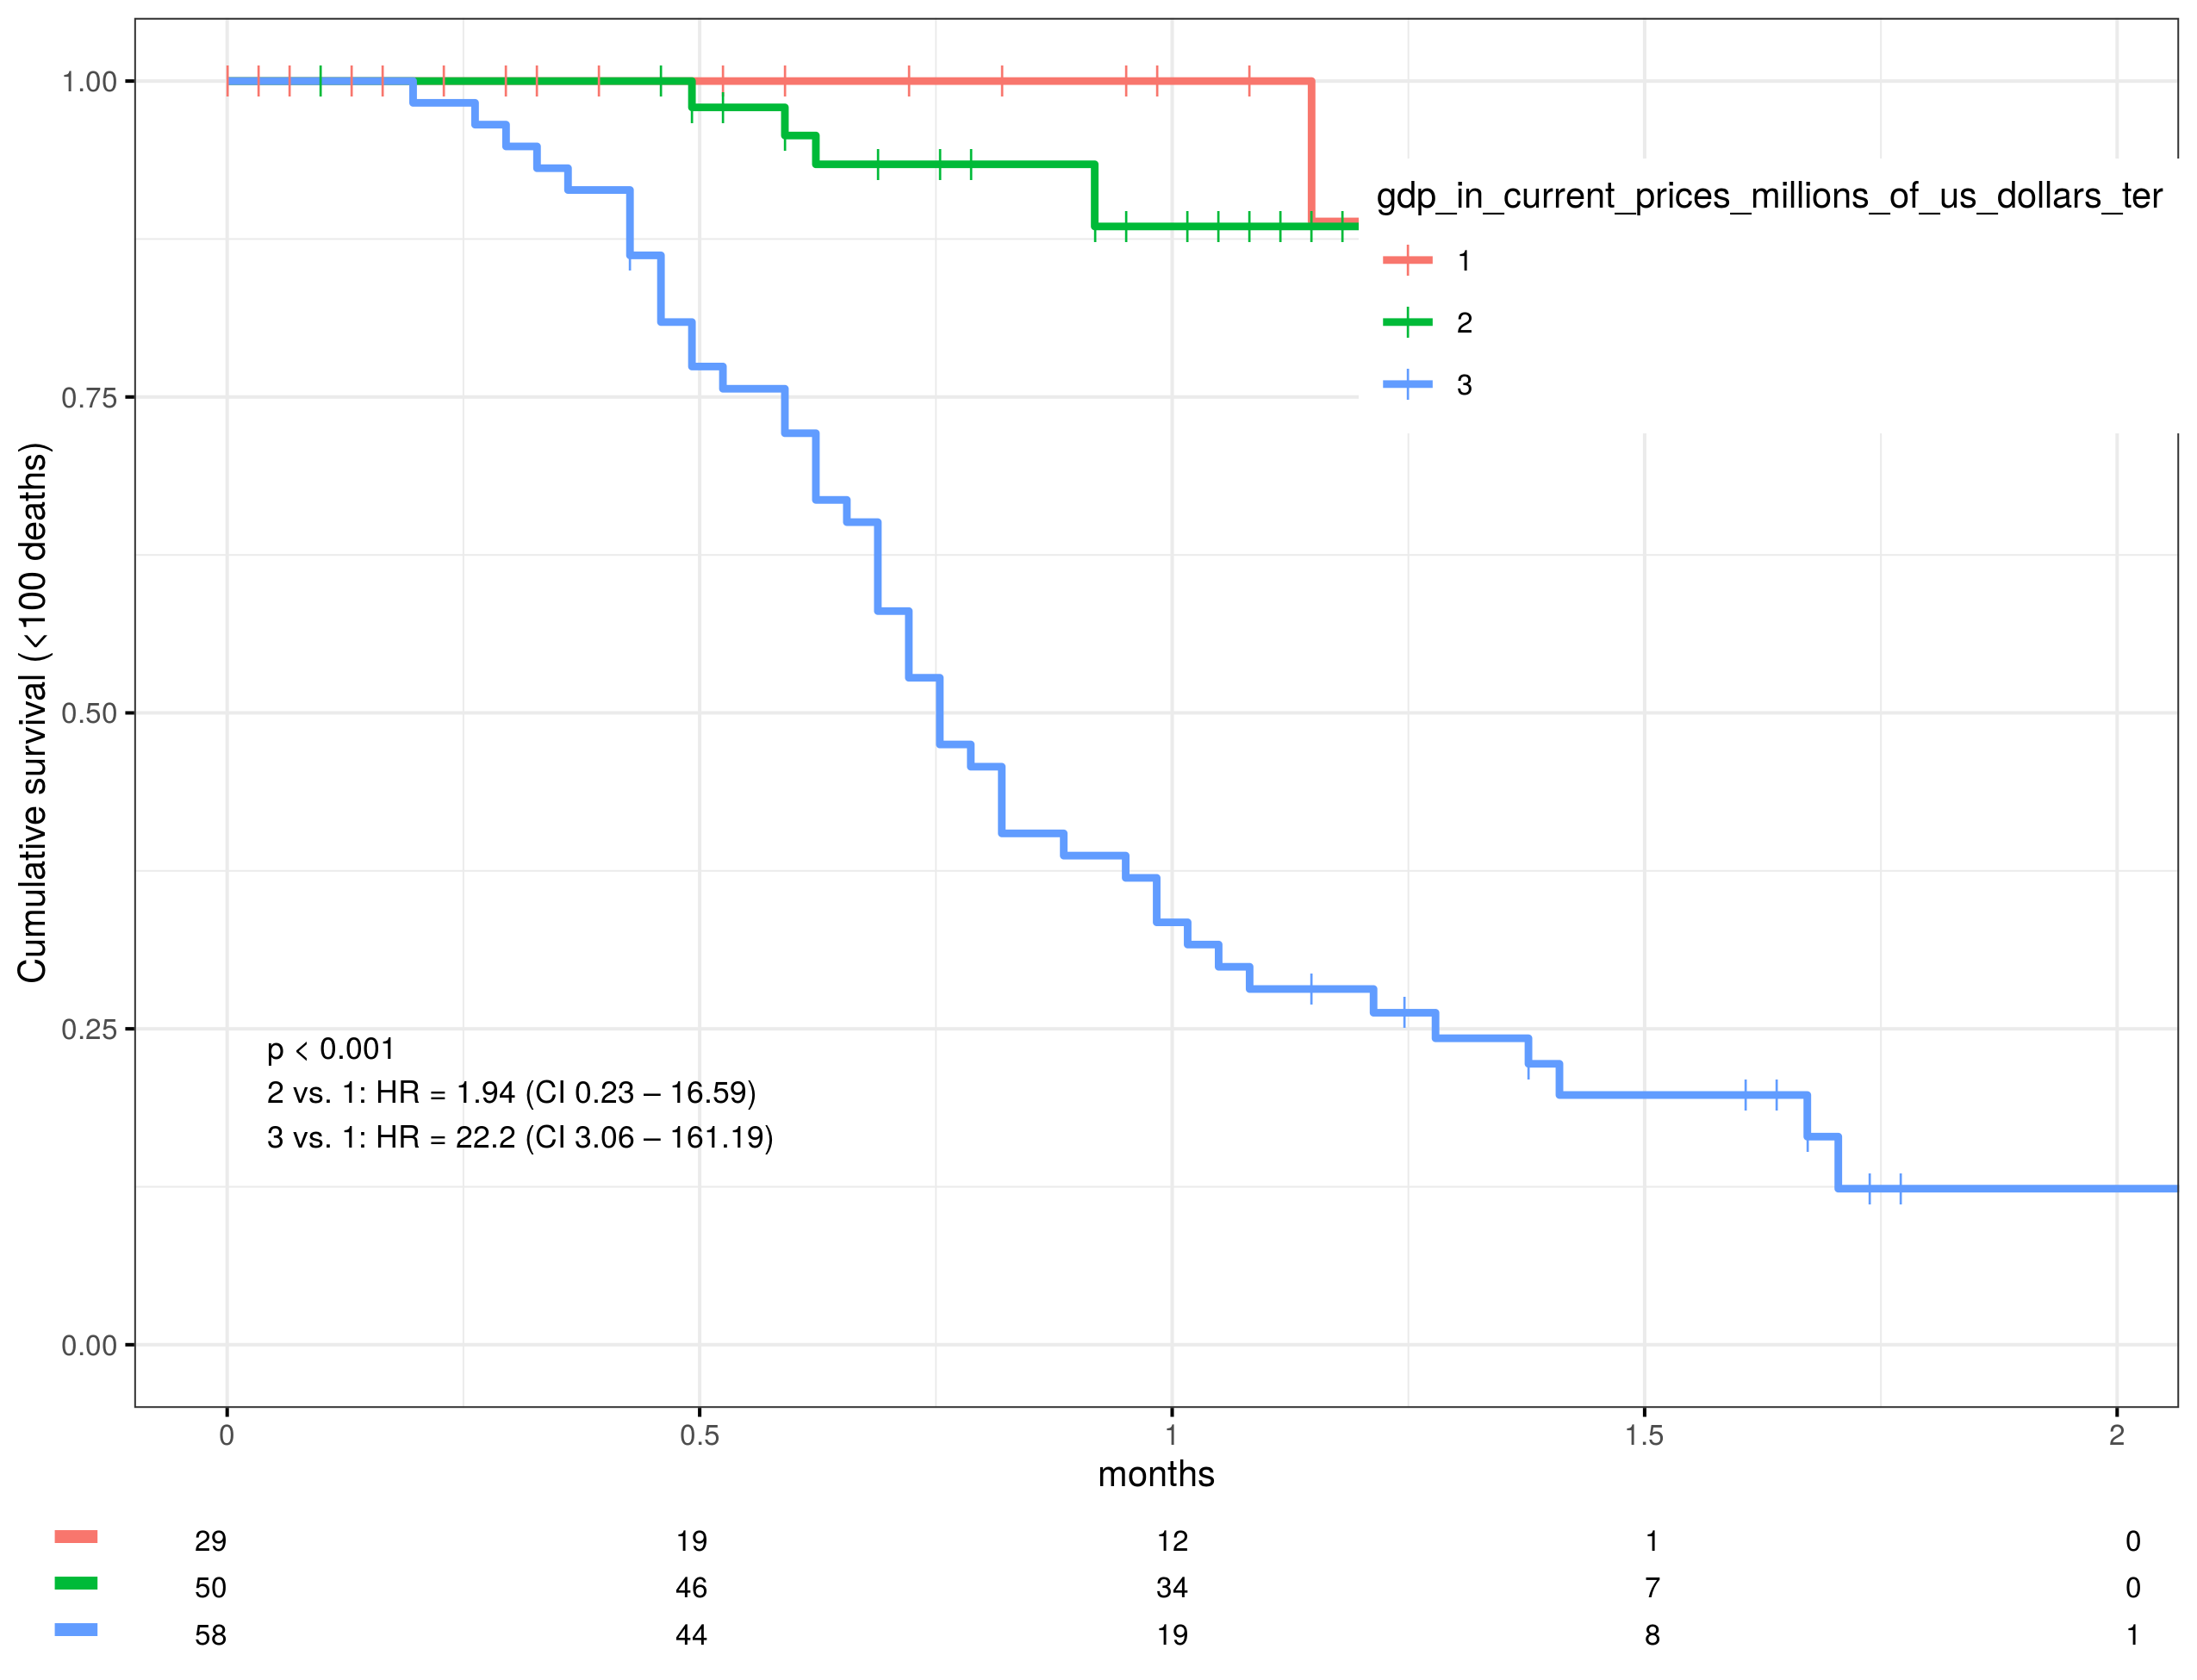 1.00
0.75
0.50
0.25
0.00
Cumulative survival (<100 deaths)
gdp_in_current_prices_millions_of_us_dollars_ter
1
2
3
p < 0.001
2 vs. 1: HR = 1.94 (CI 0.23 – 16.59)
3 vs. 1: HR = 22.2 (CI 3.06 – 161.19)
0 0.5 1 1.5 2
months
29 19 12 1 0
50 46 34 7 0
58 44 19 8 1